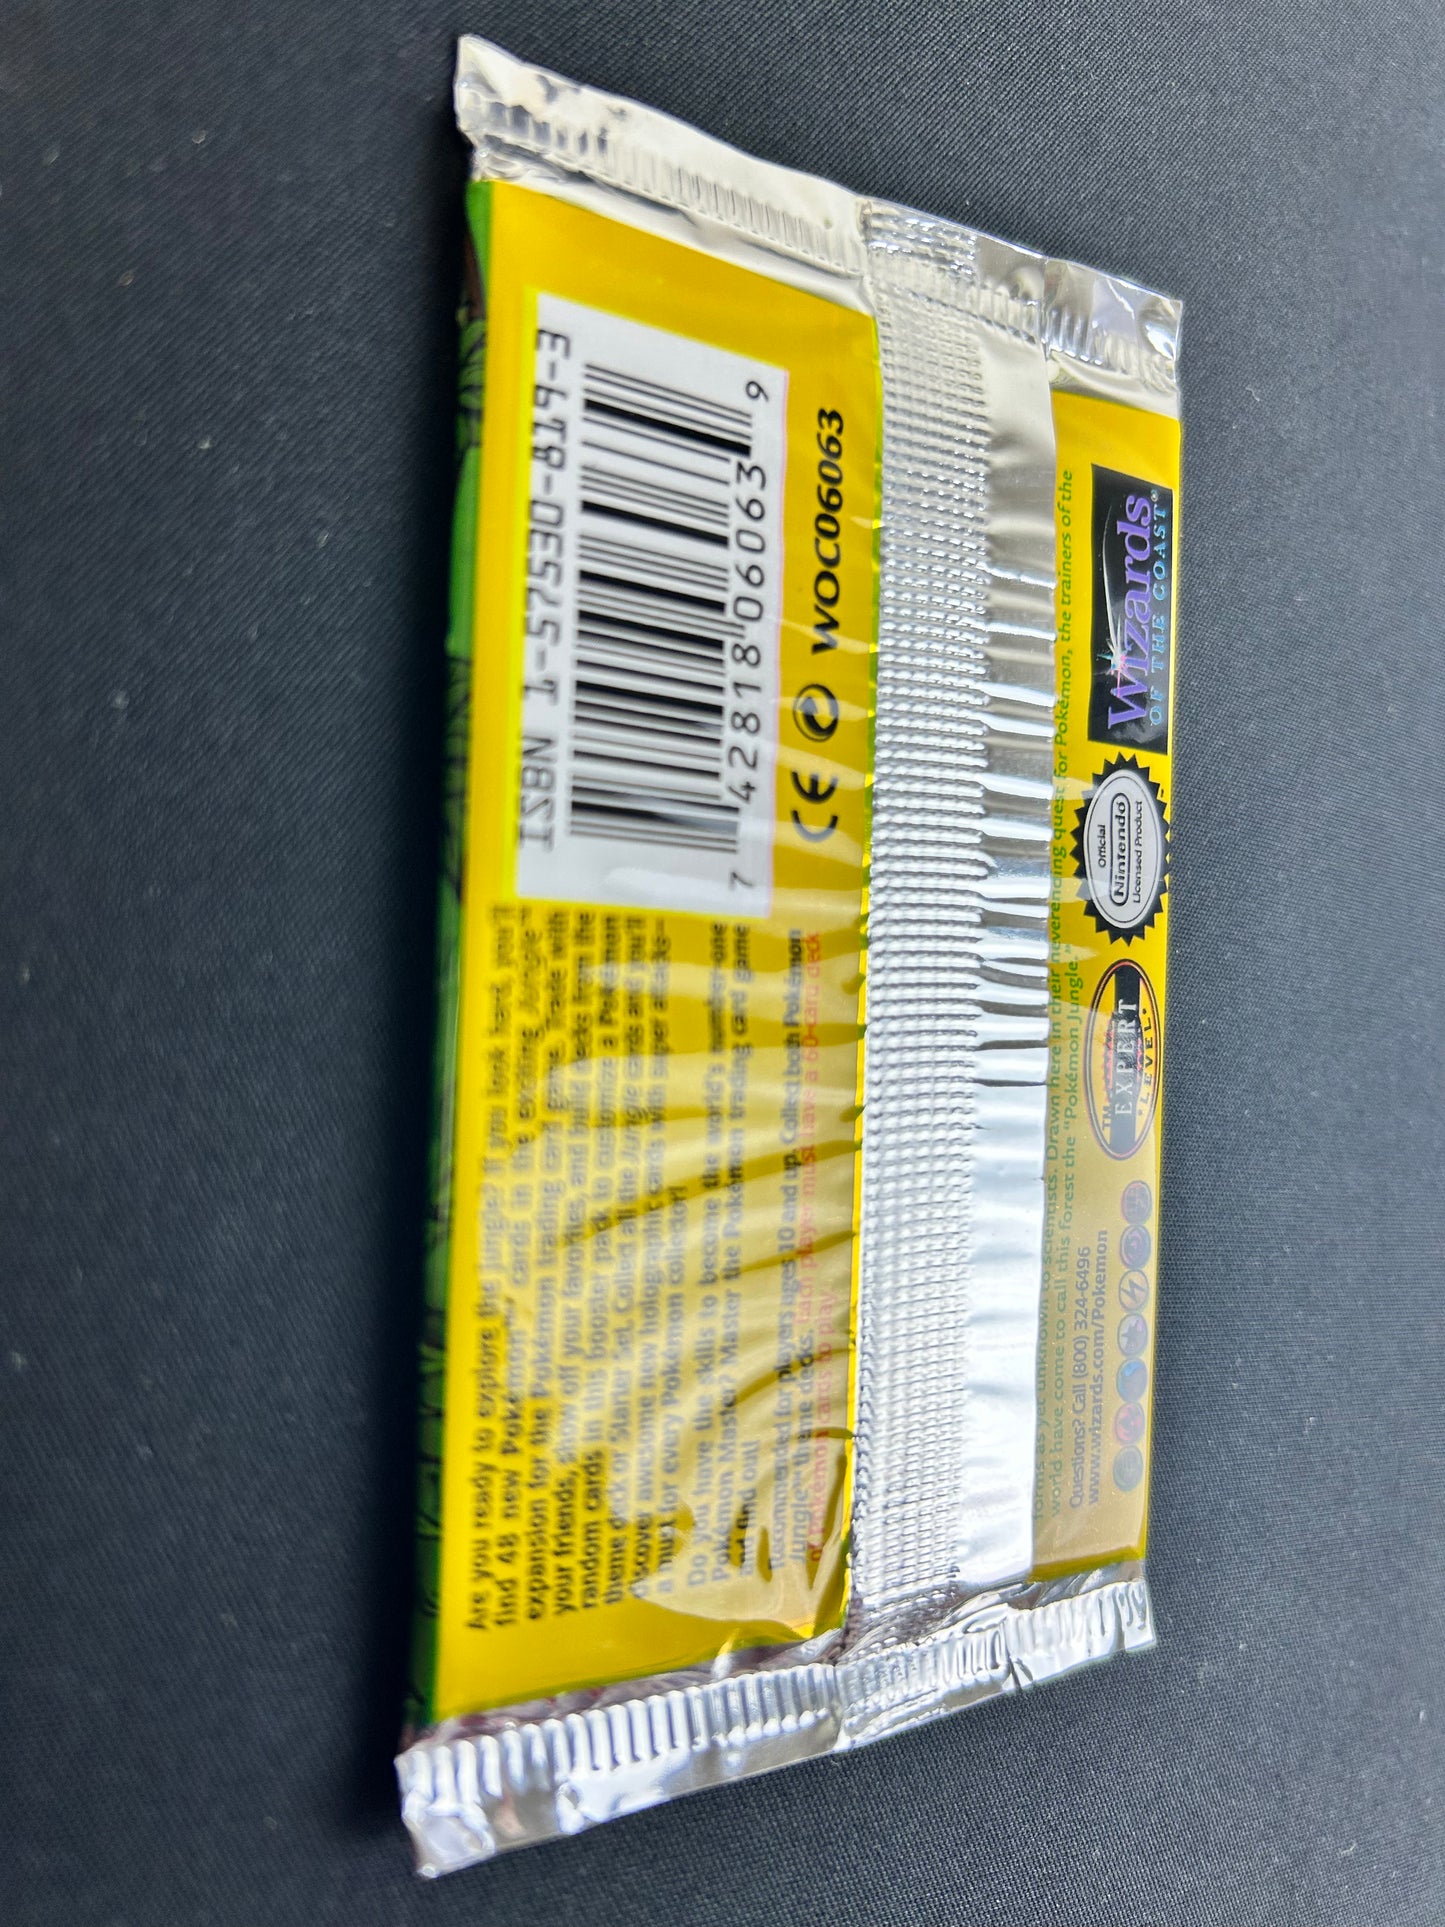 Are you ready to explore the jungle? If you look hard, you'll
find 48 new Pokémon™ cards in the exciting Jungle™
expansion for the Pokémon trading card game. Trade with
your friends, show off your favorites, and build decks from the
random cards in this booster pack to customize a Pokémon
theme deck or Starter Set. Collect all the Jungle cards and you'll
discover awesome new holographic cards with super attacks—
a must for every Pokémon collector!
Do you have the skills to become the world's number-one
Pokémon Master? Master the Pokémon trading card game
and find out!
Recommended for players ages 10 and up. Collect both Pokémon
Jungle™ theme decks. Each player must have a 60-card deck
of Pokémon cards to play.
ISBN 1-57530-819-3
7 42818 06063 9
CE WOC06063
forms as yet unknown to scientists. Drawn here in their neverending quest for Pokémon, the trainers of the
world have come to call this forest the “Pokémon Jungle.”
Questions? Call (800) 324-6496
www.wizards.com/Pokemon
TM
EXPERT
• LEVEL •
Official
Nintendo
Licensed Product
Wizards
OF THE COAST®